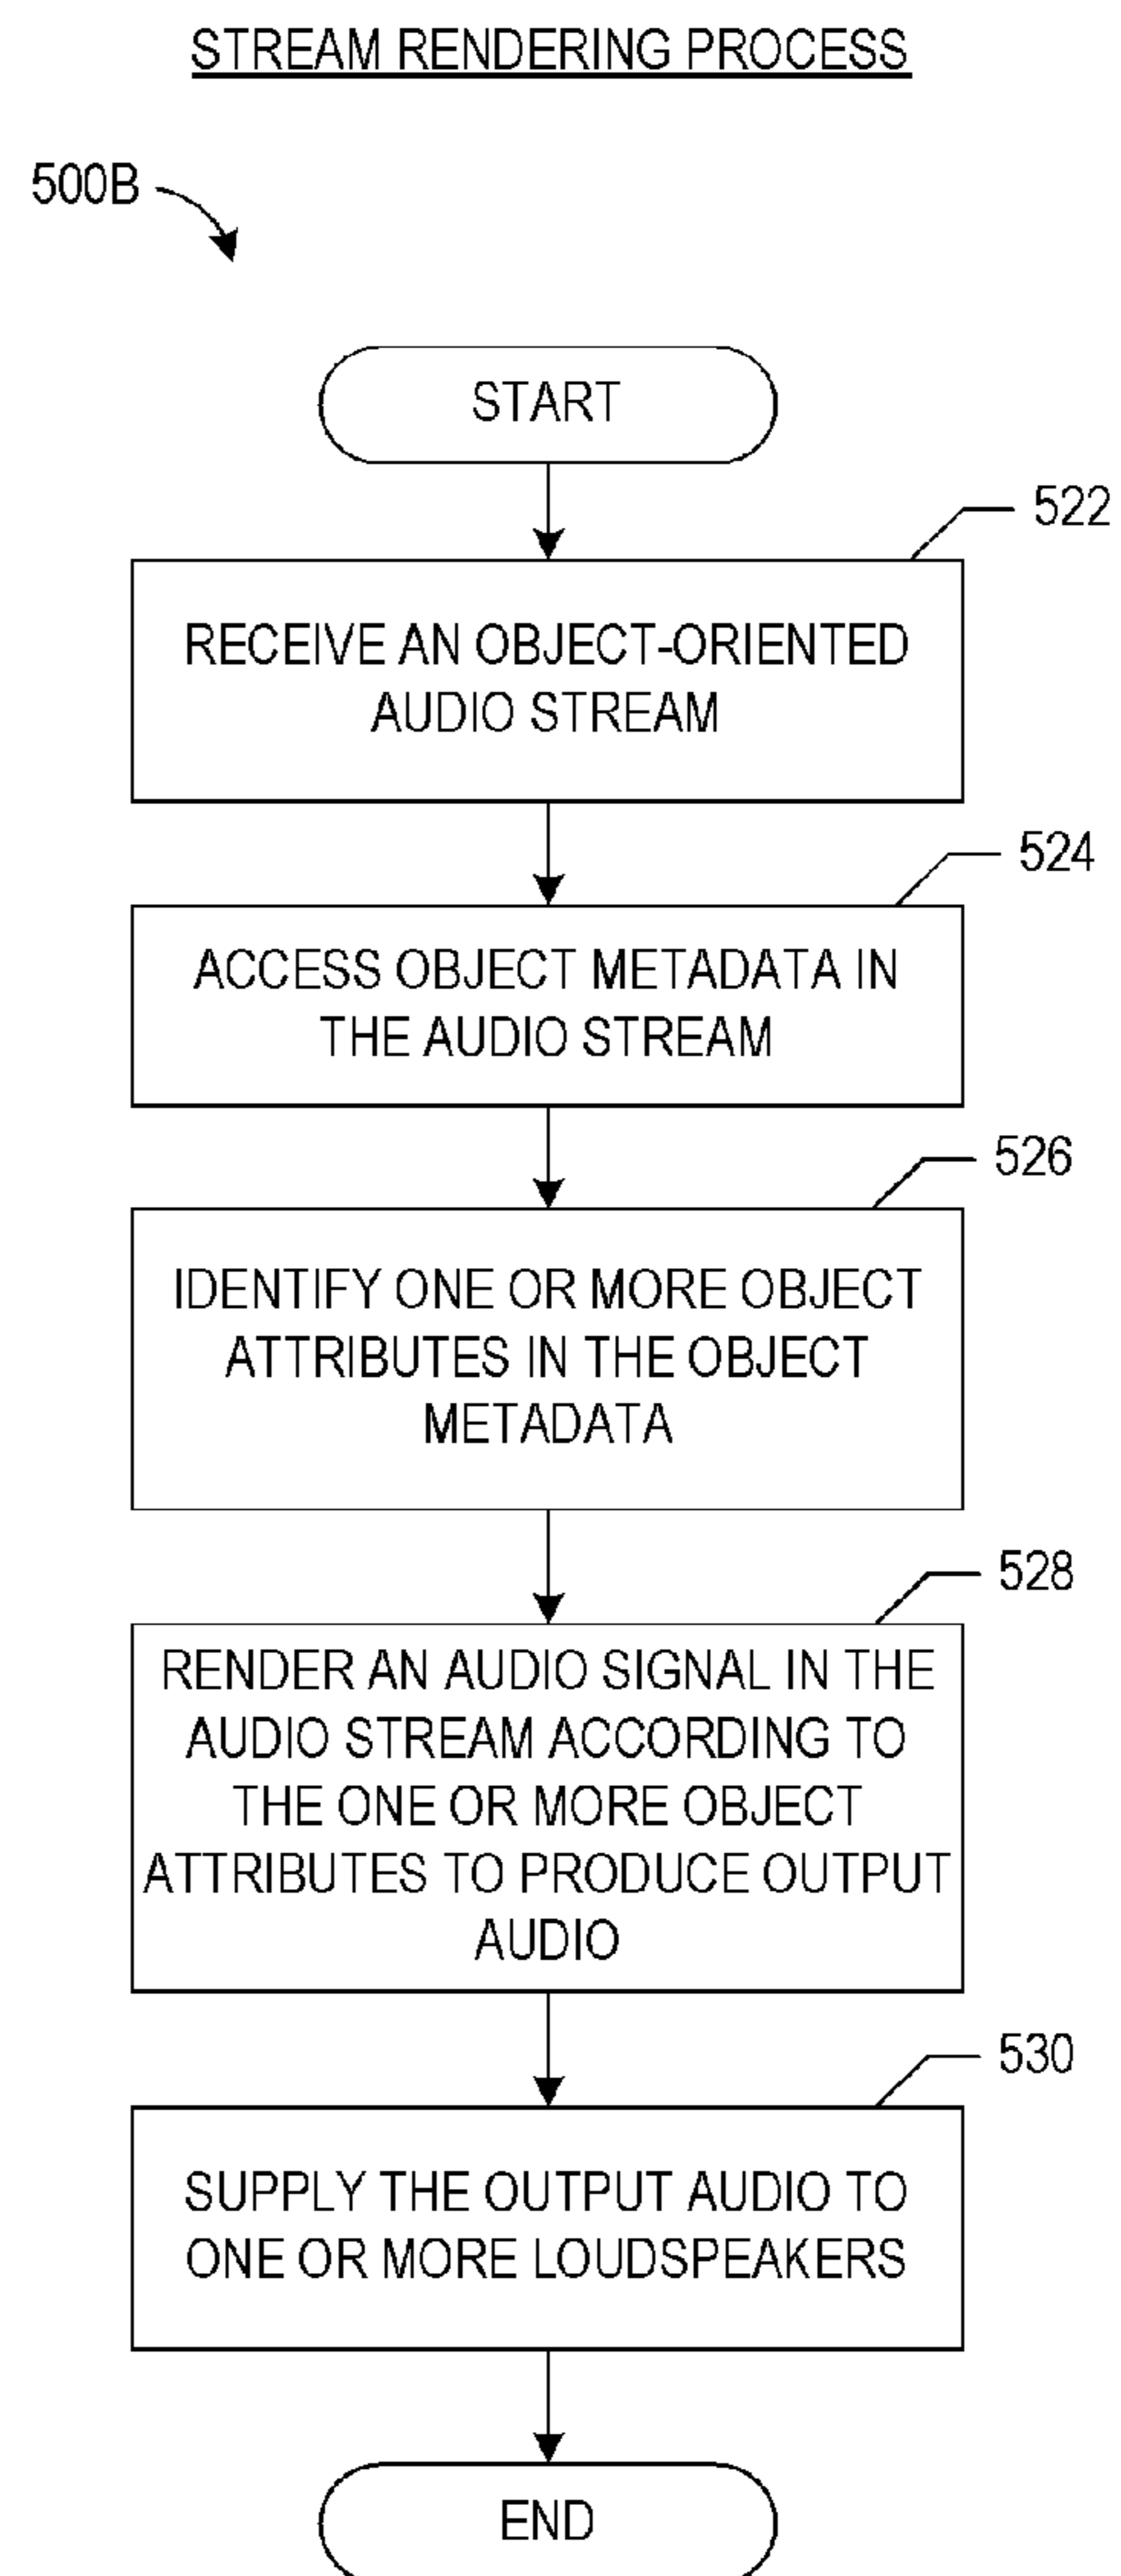 STREAM RENDERING PROCESS
500B
START
522
RECEIVE AN OBJECT-ORIENTED
AUDIO STREAM
524
ACCESS OBJECT METADATA IN
THE AUDIO STREAM
526
IDENTIFY ONE OR MORE OBJECT
ATTRIBUTES IN THE OBJECT
METADATA
528
RENDER AN AUDIO SIGNAL IN THE
AUDIO STREAM ACCORDING TO
THE ONE OR MORE OBJECT
ATTRIBUTES TO PRODUCE OUTPUT
AUDIO
530
SUPPLY THE OUTPUT AUDIO TO
ONE OR MORE LOUDSPEAKERS
END